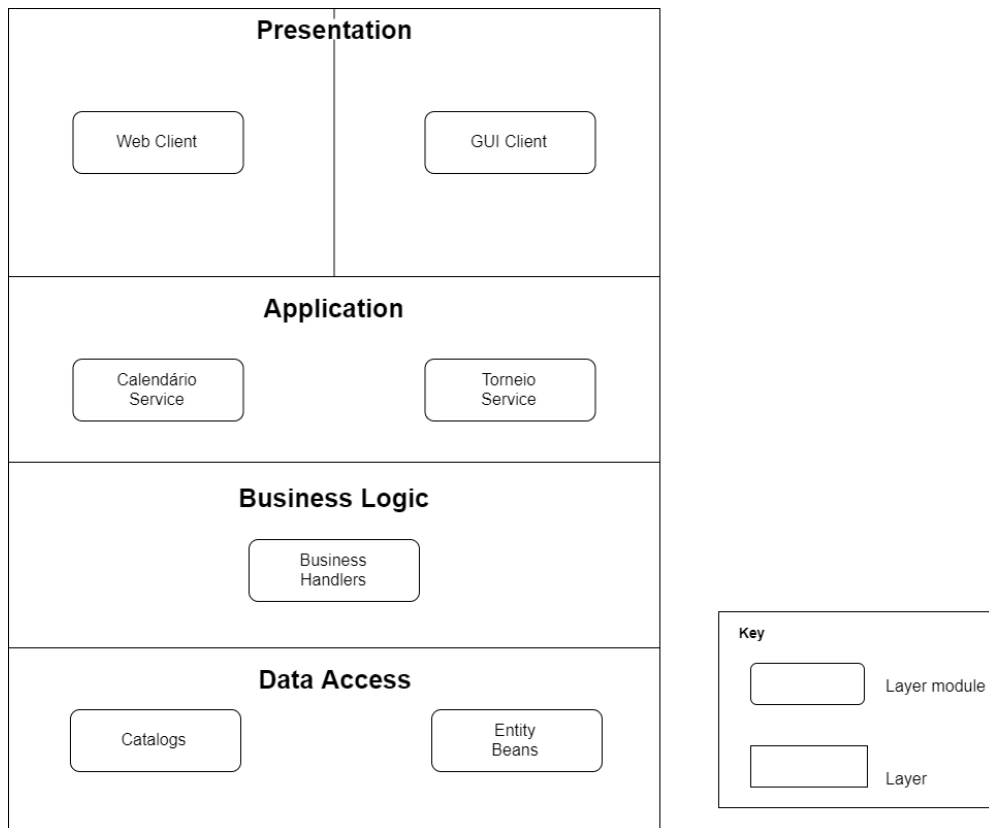 Presentation
Web Client
GUI Client
Application
Calendário
Service
Torneio
Service
Business Logic
Business
Handlers
Data Access
Catalogs
Entity
Beans
Key
Layer module
Layer